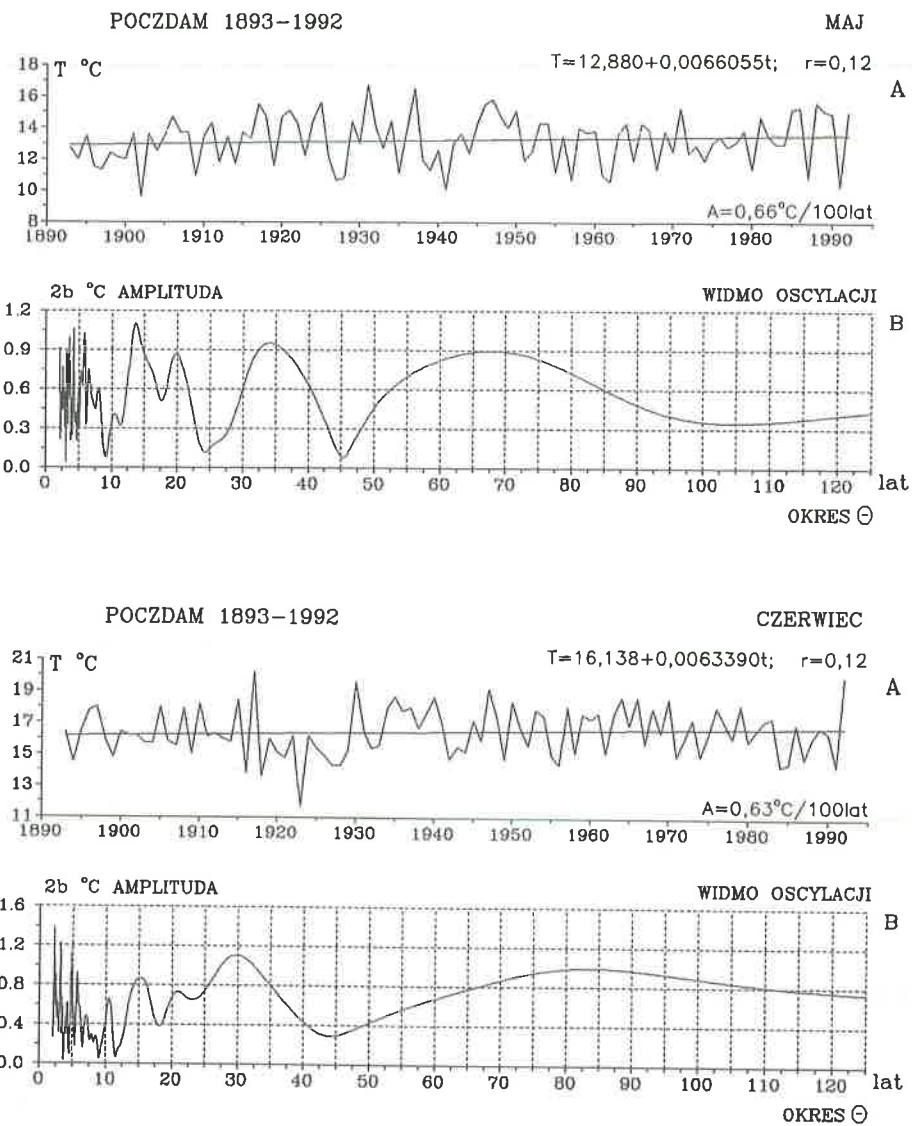 POCZDAM 1893-1992 MAJ
T °C T=12,880+0,0066055t; r=0,12 A
18
16
14
12
10
8
A=0,66°C/100lat
1890 1900 1910 1920 1930 1940 1950 1960 1970 1980 1990
2b °C AMPLITUDA WIDMO OSCYLACJI B
1.2
0.9
0.6
0.3
0.0
0 10 20 30 40 50 60 70 80 90 100 110 120 lat
OKRES Θ
POCZDAM 1893-1992 CZERWIEC
T °C T=16,138+0,0063390t; r=0,12 A
21
19
17
15
13
11
A=0,63°C/100lat
1890 1900 1910 1920 1930 1940 1950 1960 1970 1980 1990
2b °C AMPLITUDA WIDMO OSCYLACJI B
1.6
1.2
0.8
0.4
0.0
0 10 20 30 40 50 60 70 80 90 100 110 120 lat
OKRES Θ